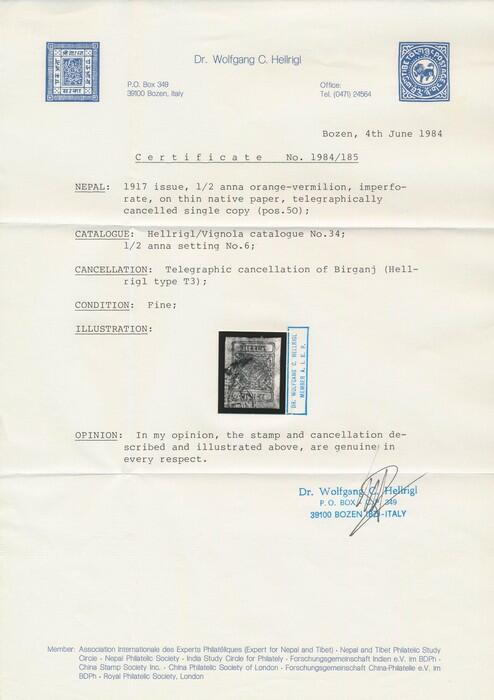 Dr. Wolfgang C. Hellrigl
P.O. Box 349
39100 Bozen, Italy
Office:
Tel. (0471) 24564
Bozen, 4th June 1984
Certificate No. 1984/185
NEPAL: 1917 issue, 1/2 anna orange-vermilion, imperfo-
rate, on thin native paper, telegraphically
cancelled single copy (pos.50);
CATALOGUE: Hellrigl/Vignola catalogue No.34;
1/2 anna setting No.6;
CANCELLATION: Telegraphic cancellation of Birganj (Hell-
rigl type T3);
CONDITION: Fine;
ILLUSTRATION:
DR. WOLFGANG C. HELLRIGL
MEMBER A. I. E. P.
OPINION: In my opinion, the stamp and cancellation de-
scribed and illustrated above, are genuine in
every respect.
Dr. Wolfgang C. Hellrigl
P. O. BOX 349
39100 BOZEN (BZ)-ITALY
Member: Association Internationale des Experts Philatéliques (Expert for Nepal and Tibet) · Nepal and Tibet Philatelic Study
Circle · Nepal Philatelic Society · India Study Circle for Philately · Forschungsgemeinschaft Indien e.V. im BDPh ·
China Stamp Society Inc. · China Philatelic Society of London · Forschungsgemeinschaft China-Philatelie e.V. im
BDPh · Royal Philatelic Society, London